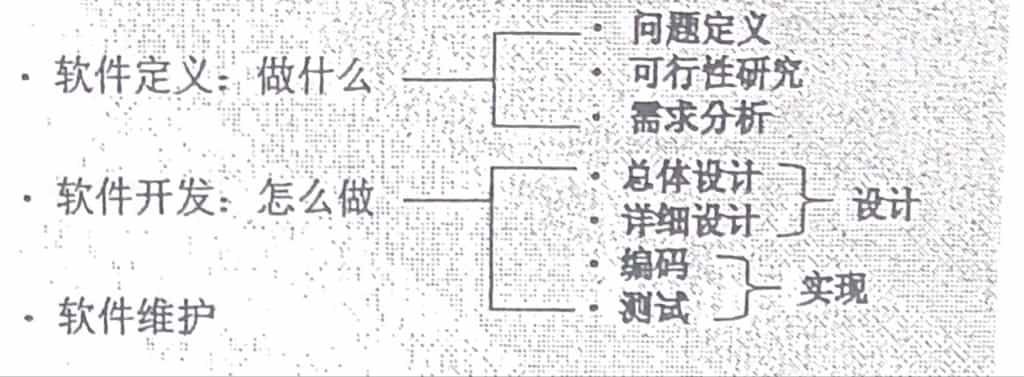 · 软件定义：做什么
· 问题定义
· 可行性研究
· 需求分析
· 软件开发：怎么做
· 总体设计
· 详细设计
设计
· 编码
· 测试
实现
· 软件维护